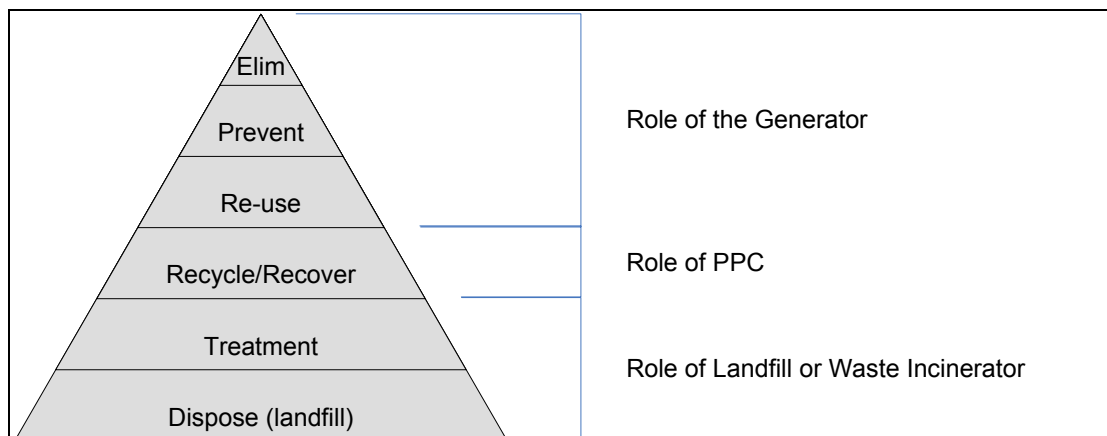 Elim
Prevent
Re-use
Recycle/Recover
Treatment
Dispose (landfill)
Role of the Generator
Role of PPC
Role of Landfill or Waste Incinerator